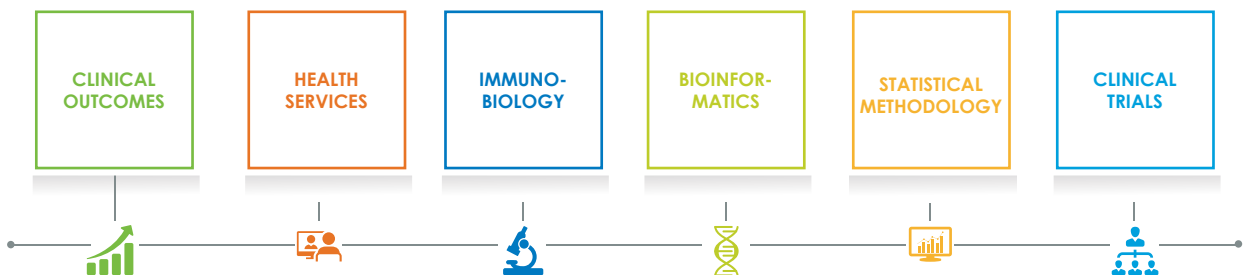 CLINICAL
OUTCOMES
HEALTH
SERVICES
IMMUNO-
BIOLOGY
BIOINFOR-
MATICS
STATISTICAL
METHODOLOGY
CLINICAL
TRIALS